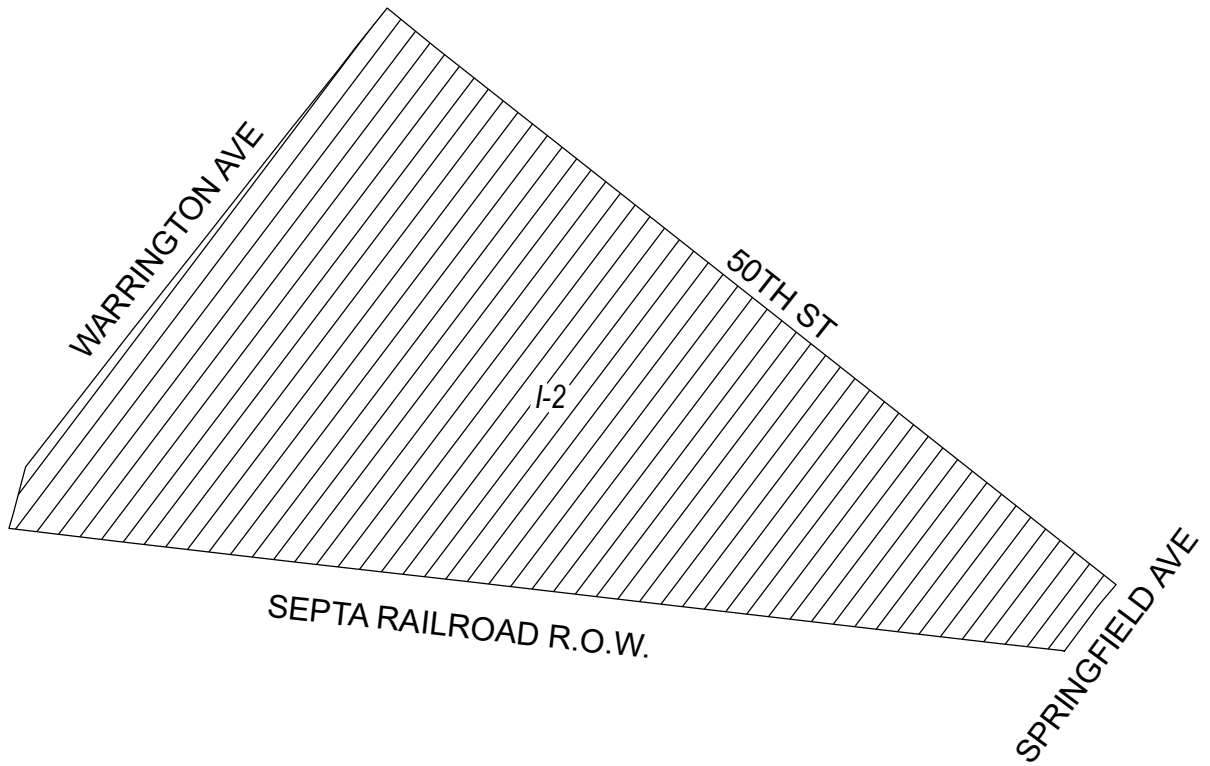 WARRINGTON AVE
50TH ST
I-2
SEPTA RAILROAD R.O.W.
SPRINGFIELD AVE